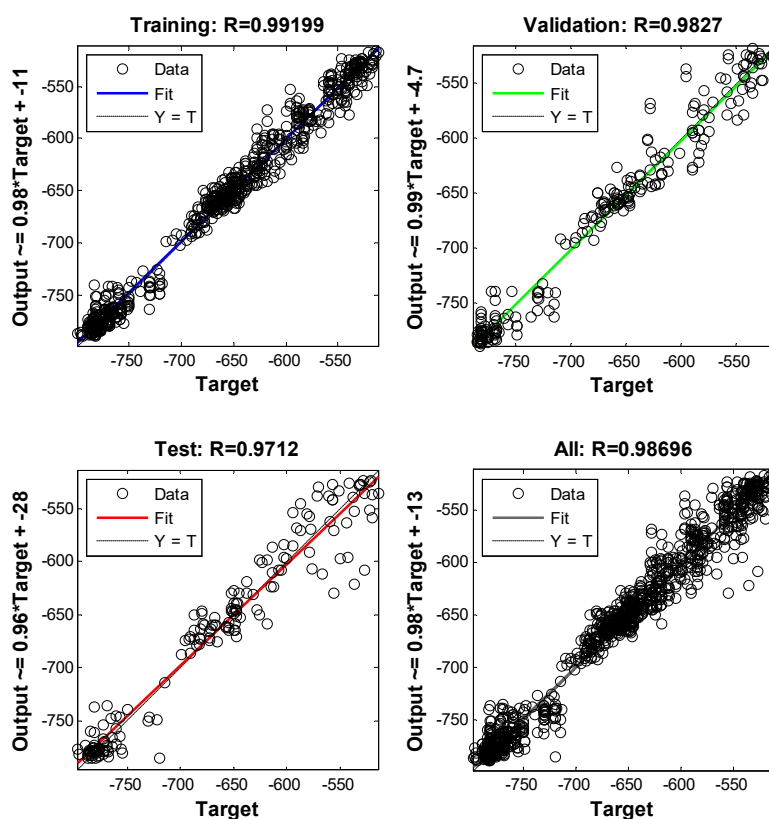 Training: R=0.99199
Output ~= 0.98*Target + -11
Data
Fit
Y = T
-550
-600
-650
-700
-750
-750 -700 -650 -600 -550
Target
Validation: R=0.9827
Output ~= 0.99*Target + -4.7
Data
Fit
Y = T
-550
-600
-650
-700
-750
-750 -700 -650 -600 -550
Target
Test: R=0.9712
Output ~= 0.96*Target + -28
Data
Fit
Y = T
-550
-600
-650
-700
-750
-750 -700 -650 -600 -550
Target
All: R=0.98696
Output ~= 0.98*Target + -13
Data
Fit
Y = T
-550
-600
-650
-700
-750
-750 -700 -650 -600 -550
Target